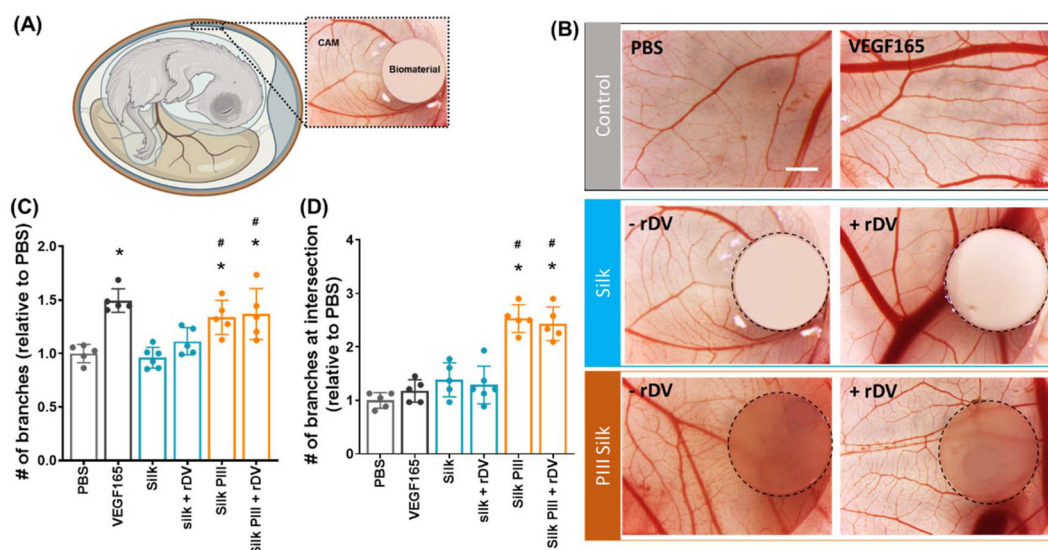 (A)
CAM
Biomaterial
(B)
Control
PBS
VEGF165
Silk
- rDV
+ rDV
PIII Silk
- rDV
+ rDV
(C)
# of branches (relative to PBS)
2.0
1.5
1.0
0.5
0.0
*
#
*
#
*
PBS
VEGF165
Silk
silk + rDV
Silk PIII
Silk PIII + rDV
(D)
# of branches at intersection
(relative to PBS)
4
3
2
1
0
#
*
#
*
PBS
VEGF165
Silk
silk + rDV
Silk PIII
Silk PIII + rDV